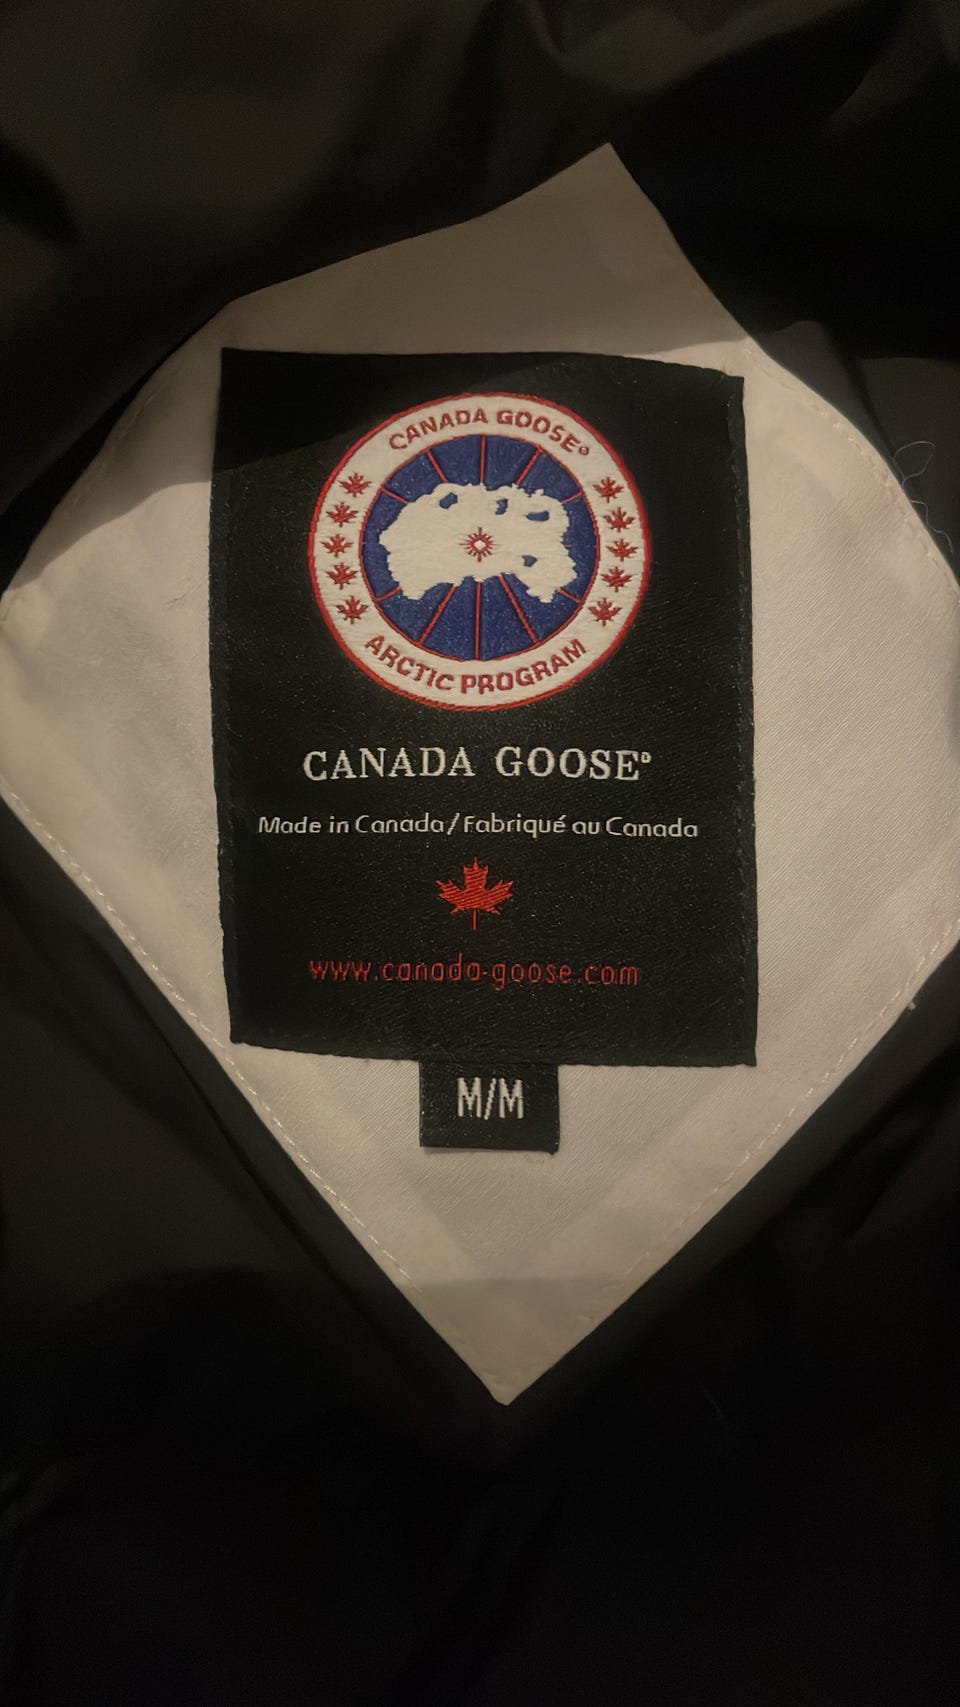 CANADA GOOSE®
ARCTIC PROGRAM
CANADA GOOSE®
Made in Canada/Fabriqué au Canada
www.canada-goose.com
M/M